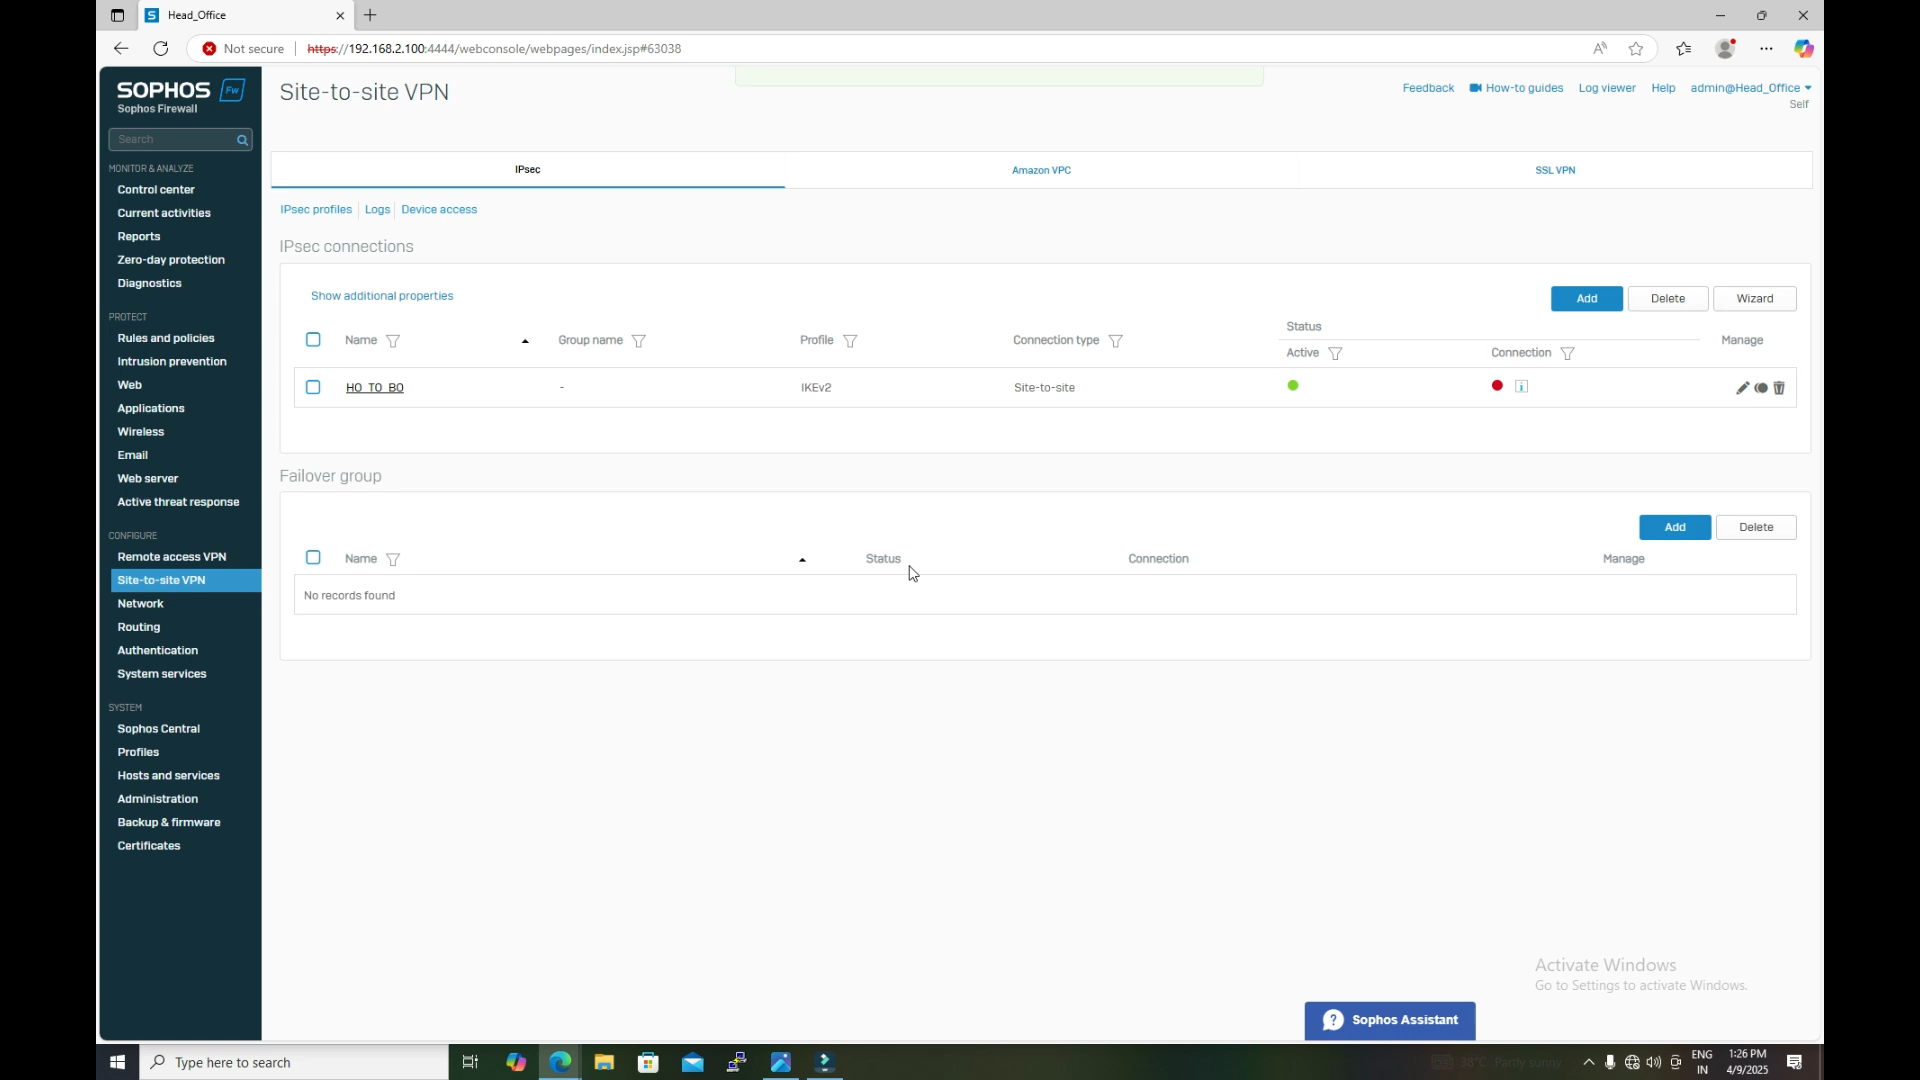 Head_Office
Not secure
https://192.168.2.100:4444/webconsole/webpages/index.jsp#63038
SOPHOS Fw
Sophos Firewall
Search
MONITOR & ANALYZE
Control center
Current activities
Reports
Zero-day protection
Diagnostics
PROTECT
Rules and policies
Intrusion prevention
Web
Applications
Wireless
Email
Web server
Active threat response
CONFIGURE
Remote access VPN
Site-to-site VPN
Network
Routing
Authentication
System services
SYSTEM
Sophos Central
Profiles
Hosts and services
Administration
Backup & firmware
Certificates
Site-to-site VPN
Feedback How-to guides Log viewer Help admin@Head_Office
Self
IPsec Amazon VPC SSL VPN
IPsec profiles Logs Device access
IPsec connections
Show additional properties
Add Delete Wizard
Status
Name Group name Profile Connection type Manage
Active Connection
HO_TO_BO - IKEv2 Site-to-site
Failover group
Add Delete
Name Status Connection Manage
No records found
Activate Windows
Go to Settings to activate Windows.
Sophos Assistant
Type here to search
38°C Partly sunny
ENG
IN
1:26 PM
4/9/2025